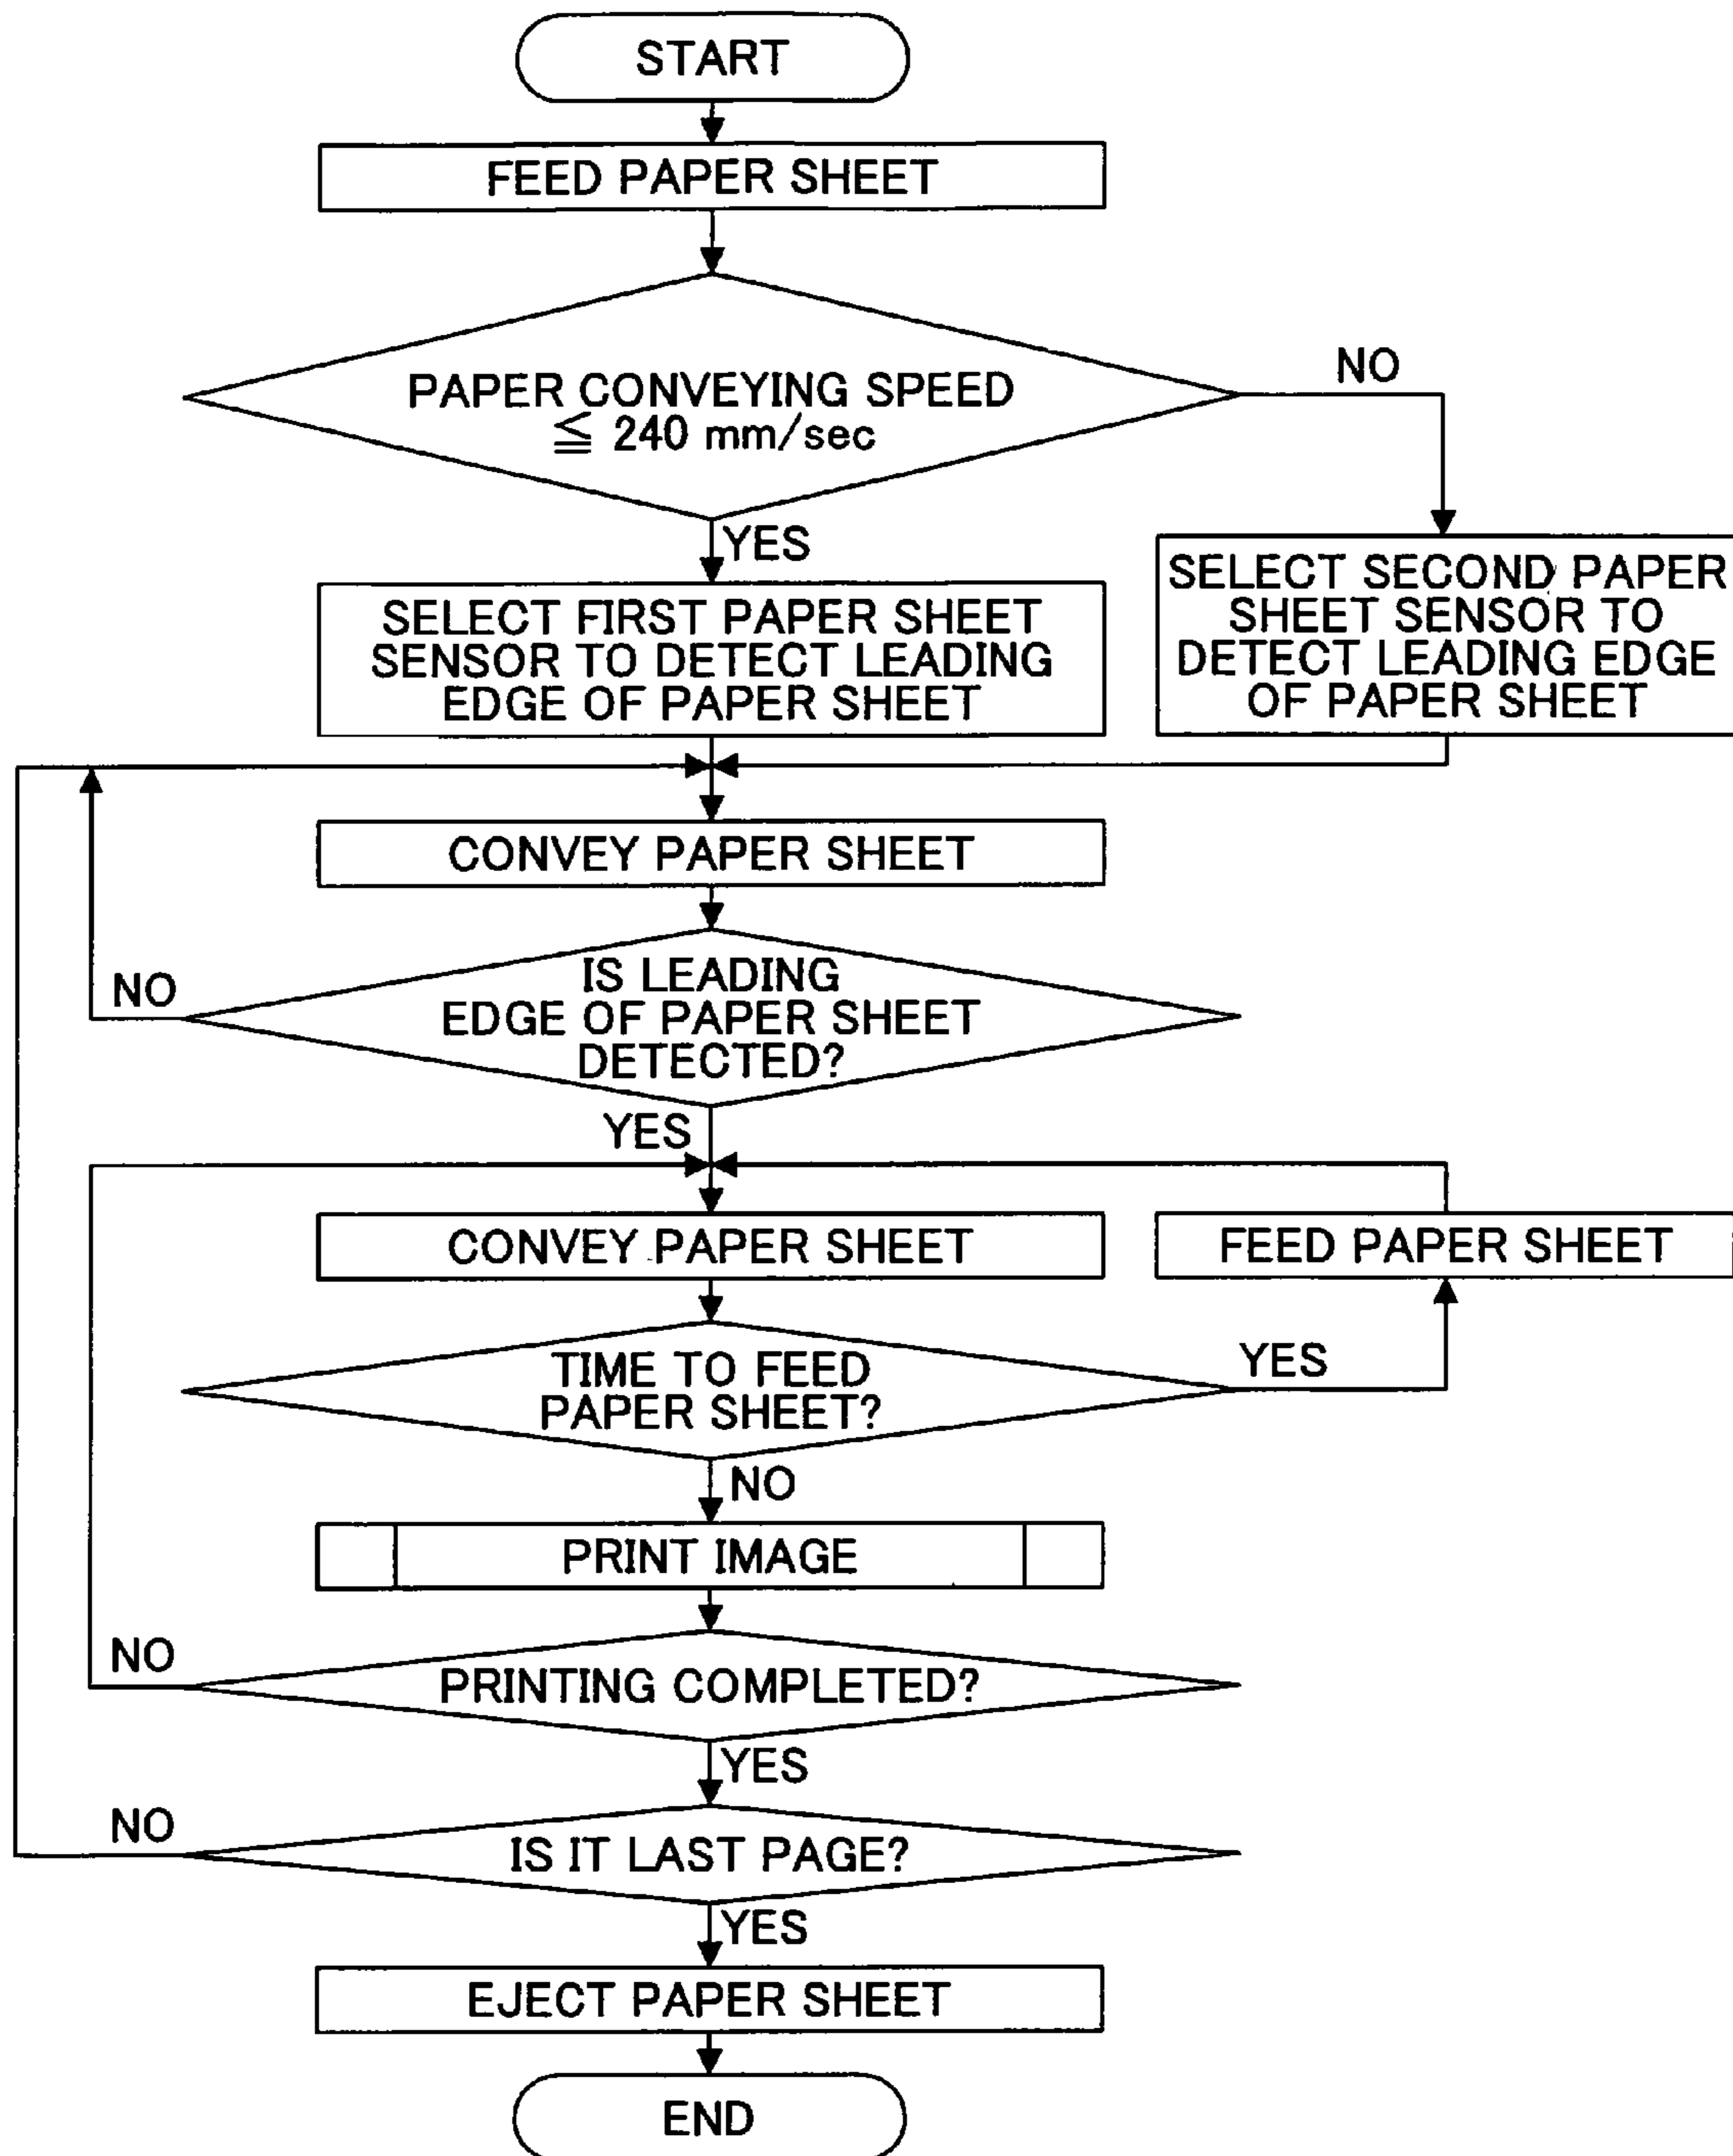 START
FEED PAPER SHEET
PAPER CONVEYING SPEED
≦ 240 mm/sec
NO
YES
SELECT FIRST PAPER SHEET
SENSOR TO DETECT LEADING
EDGE OF PAPER SHEET
SELECT SECOND PAPER
SHEET SENSOR TO
DETECT LEADING EDGE
OF PAPER SHEET
CONVEY PAPER SHEET
IS LEADING
EDGE OF PAPER SHEET
DETECTED?
NO
YES
CONVEY PAPER SHEET
FEED PAPER SHEET
TIME TO FEED
PAPER SHEET?
YES
NO
PRINT IMAGE
PRINTING COMPLETED?
NO
YES
IS IT LAST PAGE?
NO
YES
EJECT PAPER SHEET
END